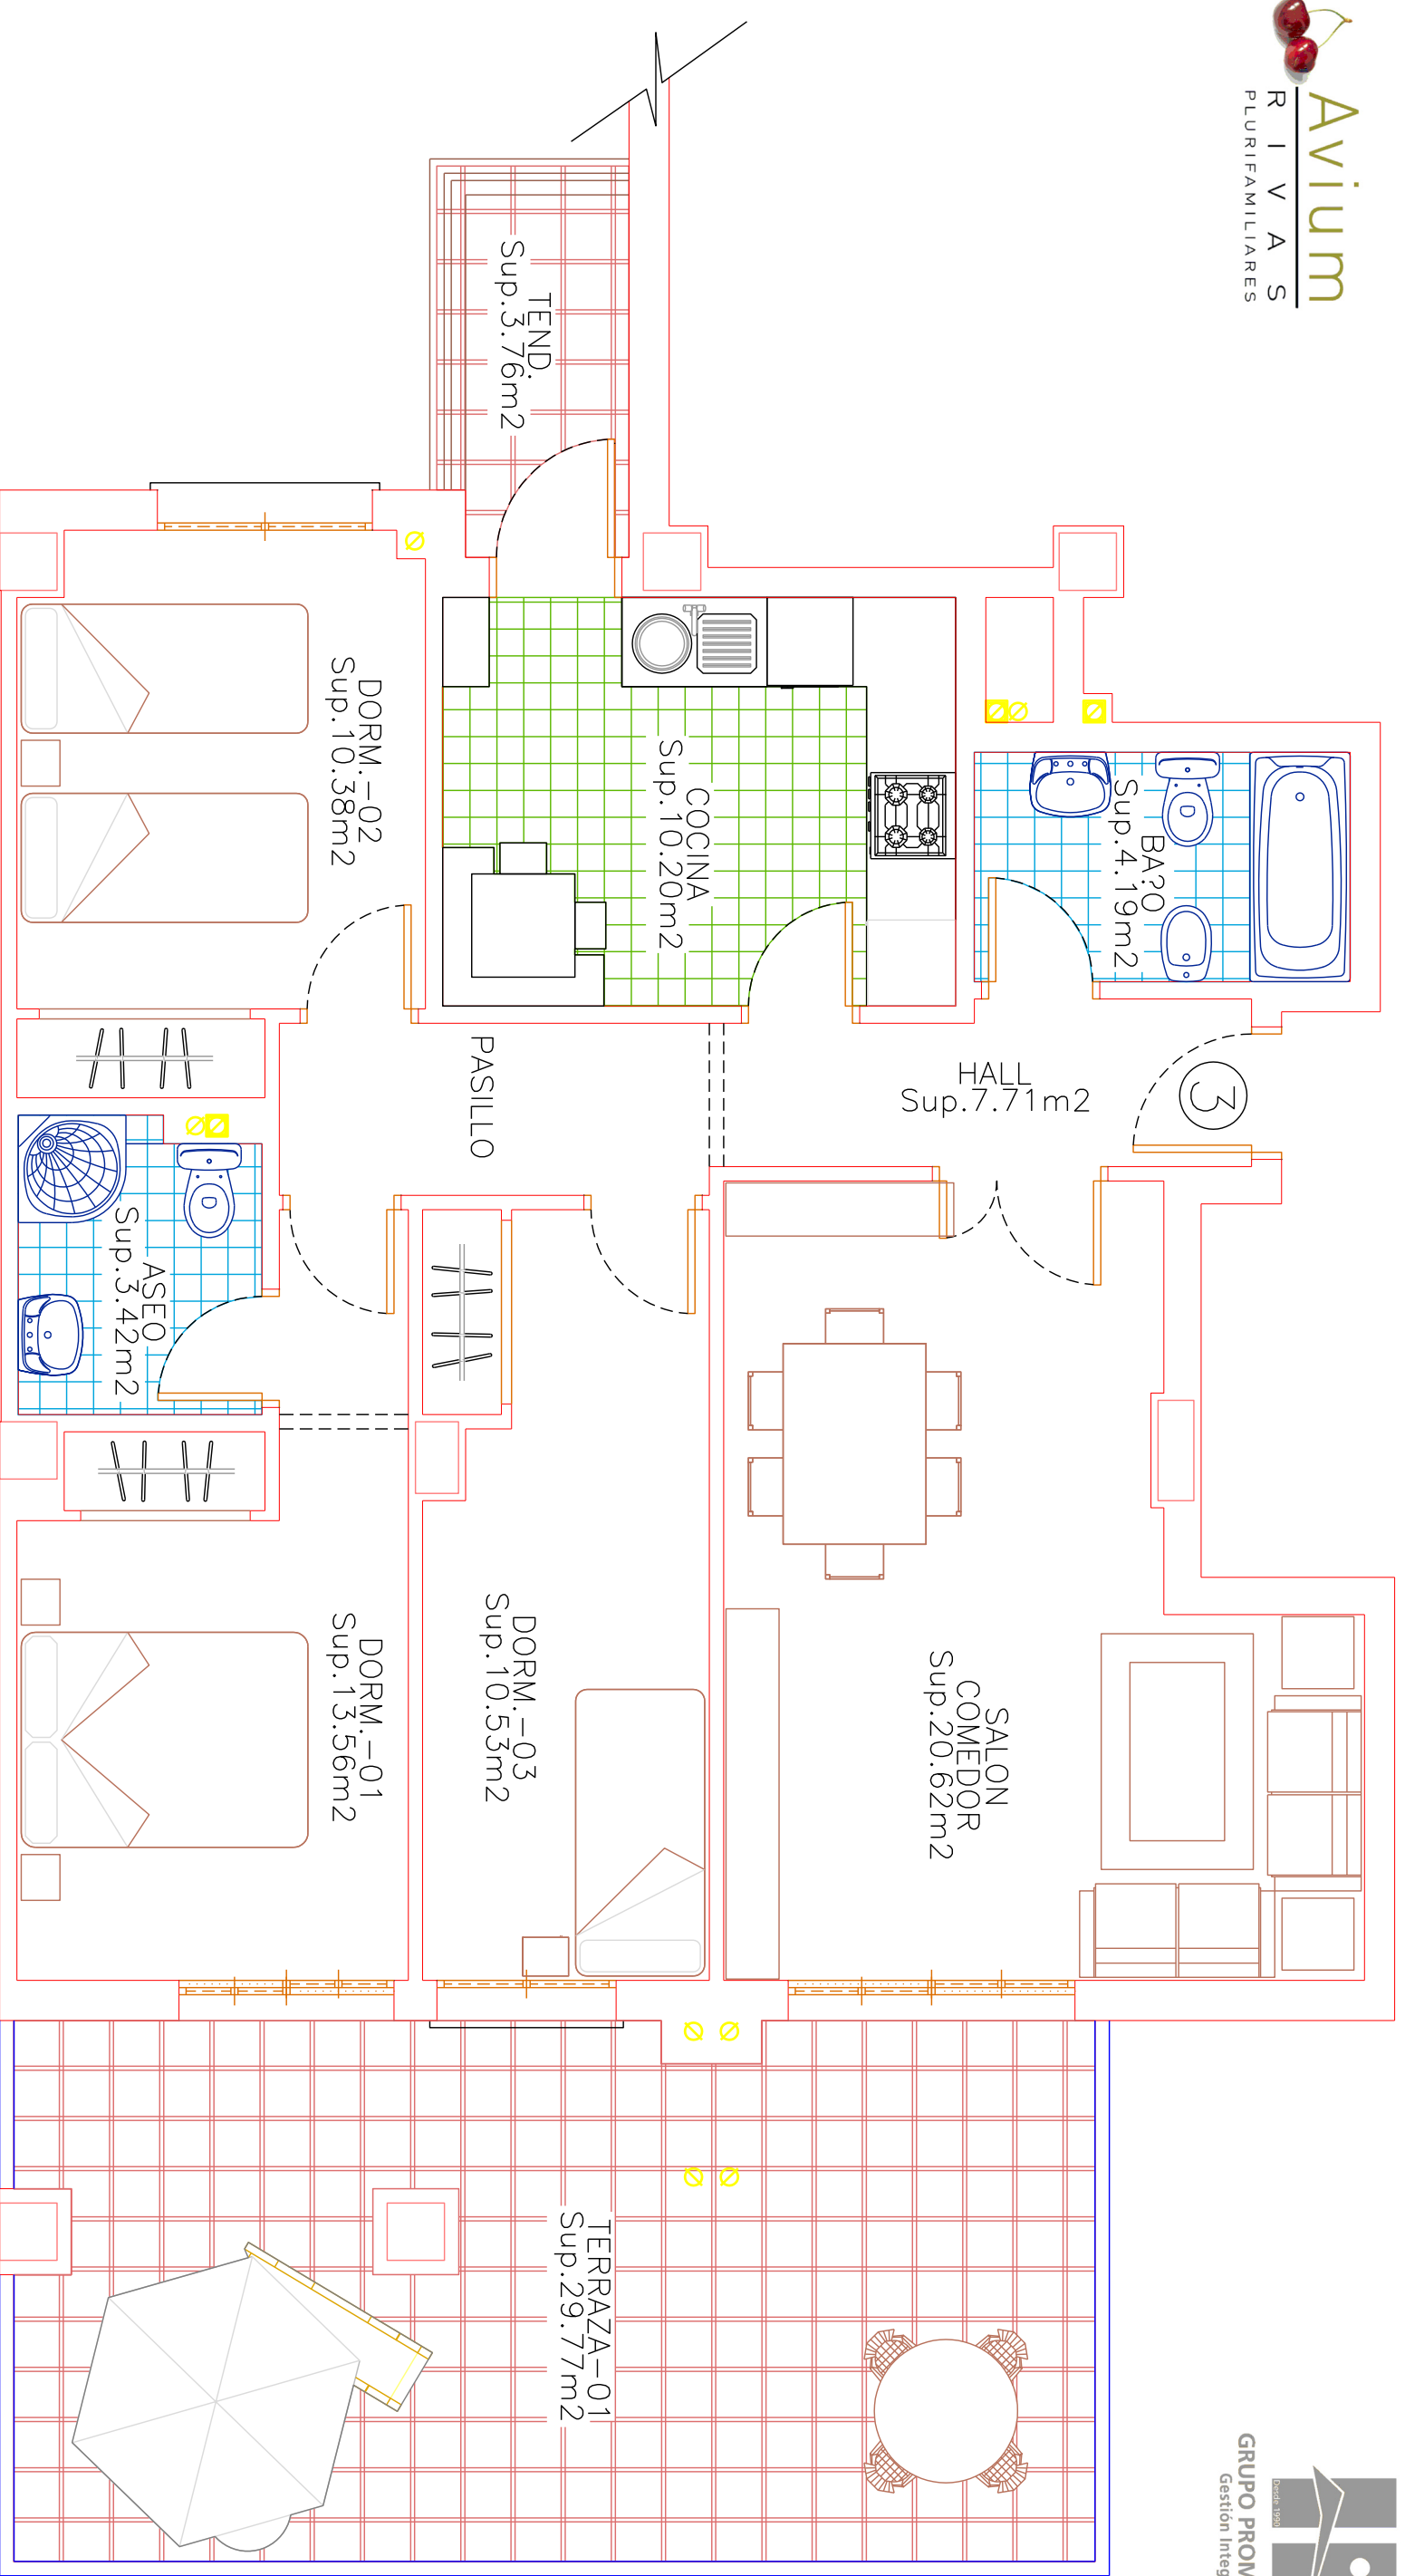 Avium
RIVAS
PLURIFAMILIARES
TEND.
Sup.3.76m2
DORM.-02
Sup.10.38m2
COCINA
Sup.10.20m2
BA?O
Sup.4.19m2
HALL
Sup.7.71m2
3
PASILLO
ASEO
Sup.3.42m2
DORM.-01
Sup.13.56m2
DORM.-03
Sup.10.53m2
SALON
COMEDOR
Sup.20.62m2
TERRAZA-01
Sup.29.77m2
Desde 1990
GRUPO PROM
Gestión Integ